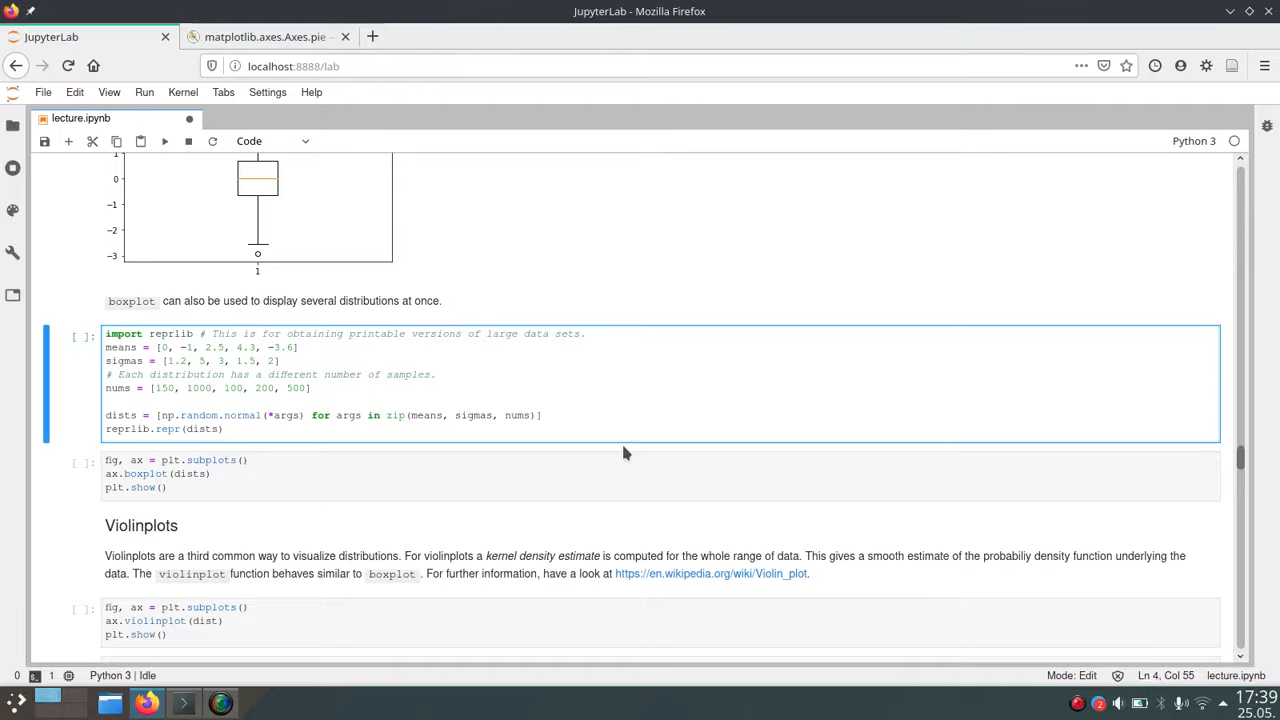 JupyterLab - Mozilla Firefox
JupyterLab
matplotlib.axes.Axes.pie -
localhost:8888/lab
File Edit View Run Kernel Tabs Settings Help
lecture.ipynb
Code
Python 3
1
0
-1
-2
-3
1
boxplot can also be used to display several distributions at once.
[ ]:
import reprlib # This is for obtaining printable versions of large data sets.
means = [0, -1, 2.5, 4.3, -3.6]
sigmas = [1.2, 5, 3, 1.5, 2]
# Each distribution has a different number of samples.
nums = [150, 1000, 100, 200, 500]
dists = [np.random.normal(*args) for args in zip(means, sigmas, nums)]
reprlib.repr(dists)
[ ]:
fig, ax = plt.subplots()
ax.boxplot(dists)
plt.show()
Violinplots
Violinplots are a third common way to visualize distributions. For violinplots a kernel density estimate is computed for the whole range of data. This gives a smooth estimate of the probabiliy density function underlying the
data. The violinplot function behaves similar to boxplot . For further information, have a look at https://en.wikipedia.org/wiki/Violin_plot.
[ ]:
fig, ax = plt.subplots()
ax.violinplot(dist)
plt.show()
0 1 Python 3 | Idle
Mode: Edit
Ln 4, Col 55 lecture.ipynb
2
17:39
25.05.